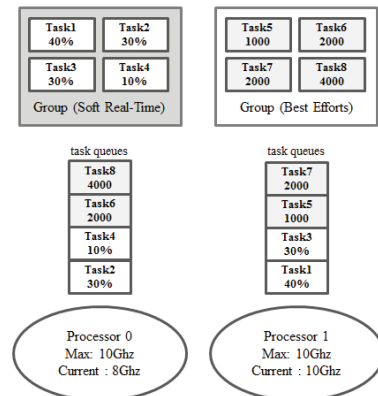 Task1
40%
Task2
30%
Task3
30%
Task4
10%
Group (Soft Real-Time)
Task5
1000
Task6
2000
Task7
2000
Task8
4000
Group (Best Efforts)
task queues
Task8
4000
Task6
2000
Task4
10%
Task2
30%
task queues
Task7
2000
Task5
1000
Task3
30%
Task1
40%
Processor 0
Max: 10Ghz
Current : 8Ghz
Processor 1
Max: 10Ghz
Current : 10Ghz